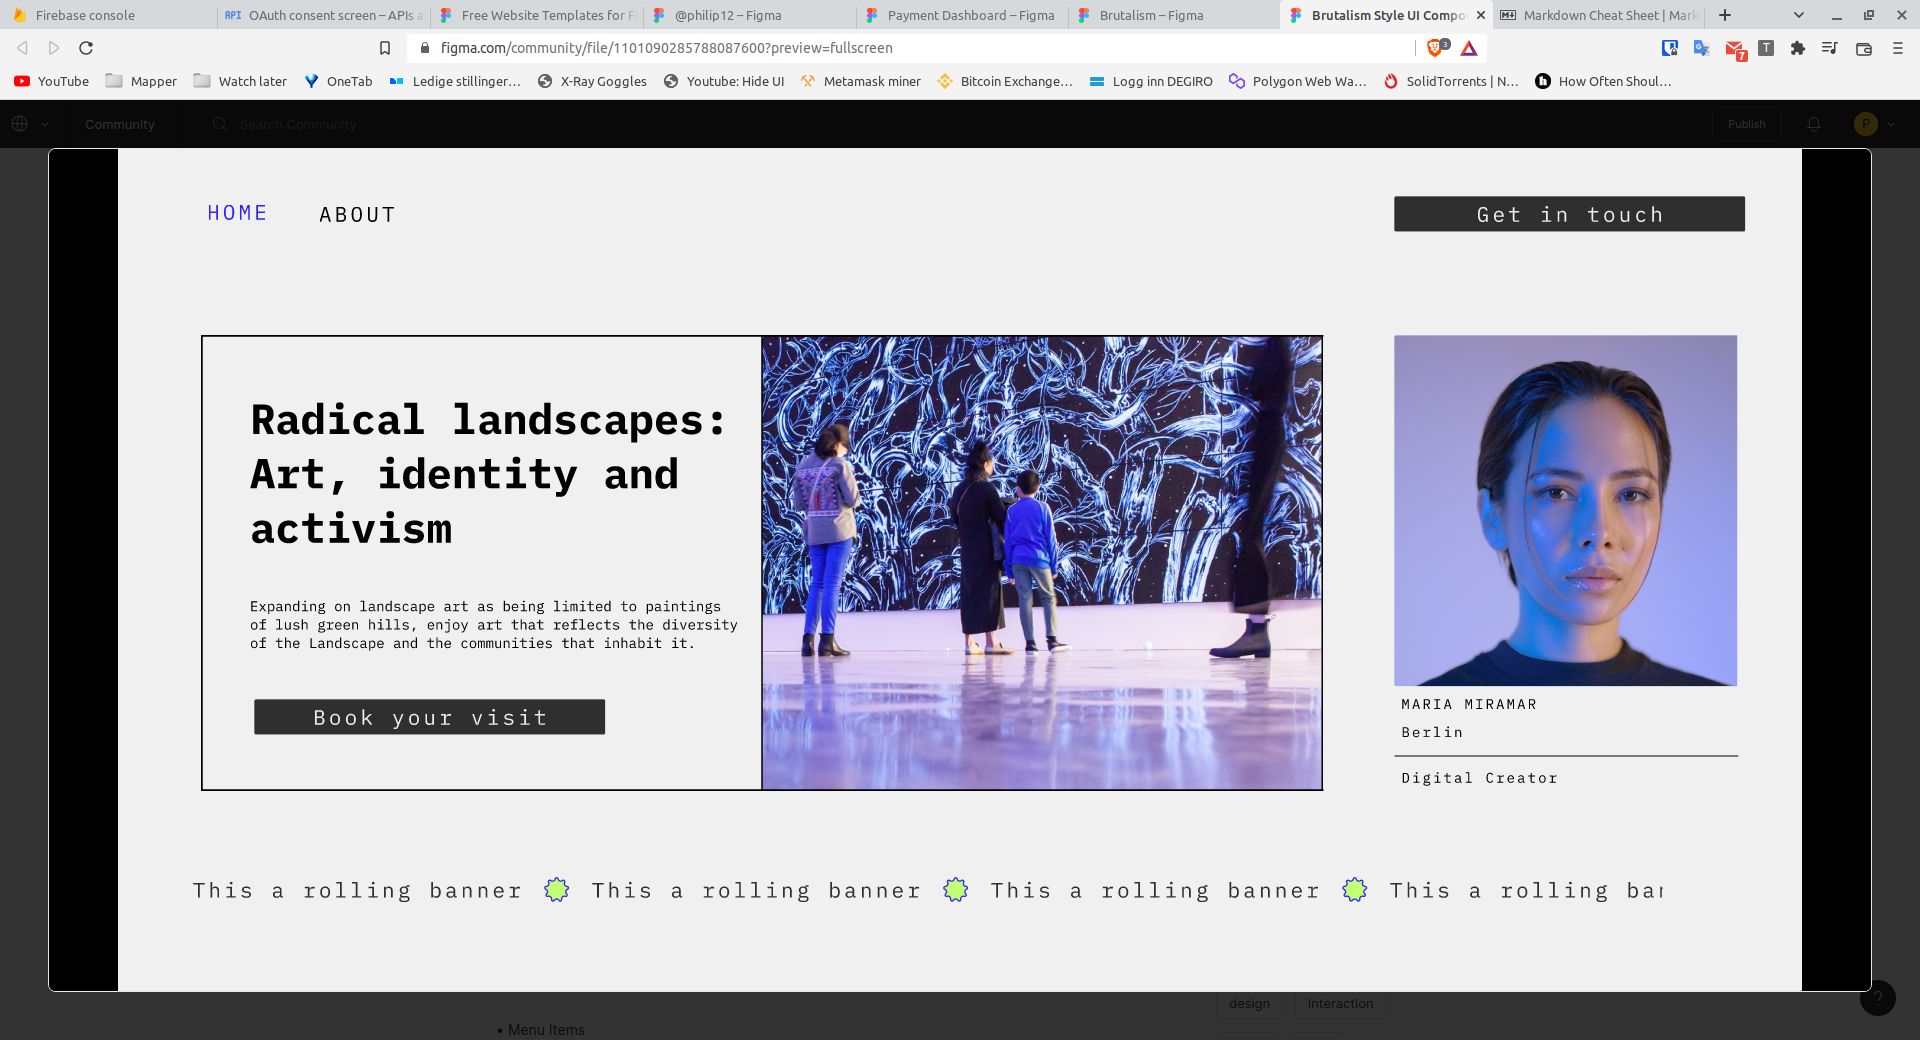 Firebase console
OAuth consent screen – APIs a
Free Website Templates for Fi
@philip12 – Figma
Payment Dashboard – Figma
Brutalism – Figma
Brutalism Style UI Compo
Markdown Cheat Sheet | Mark
figma.com/community/file/1101090285788087600?preview=fullscreen
3
7
T
YouTube
Mapper
Watch later
OneTab
Ledige stillinger...
X-Ray Goggles
Youtube: Hide UI
Metamask miner
Bitcoin Exchange...
Logg inn DEGIRO
Polygon Web Wa...
SolidTorrents | N...
How Often Shoul...
Community
Search Community
Publish
P
HOME
ABOUT
Get in touch
Radical landscapes:
Art, identity and
activism
Expanding on landscape art as being limited to paintings
of lush green hills, enjoy art that reflects the diversity
of the Landscape and the communities that inhabit it.
Book your visit
MARIA MIRAMAR
Berlin
Digital Creator
This a rolling banner
This a rolling banner
This a rolling banner
This a rolling bar
design
interaction
?
• Menu Items